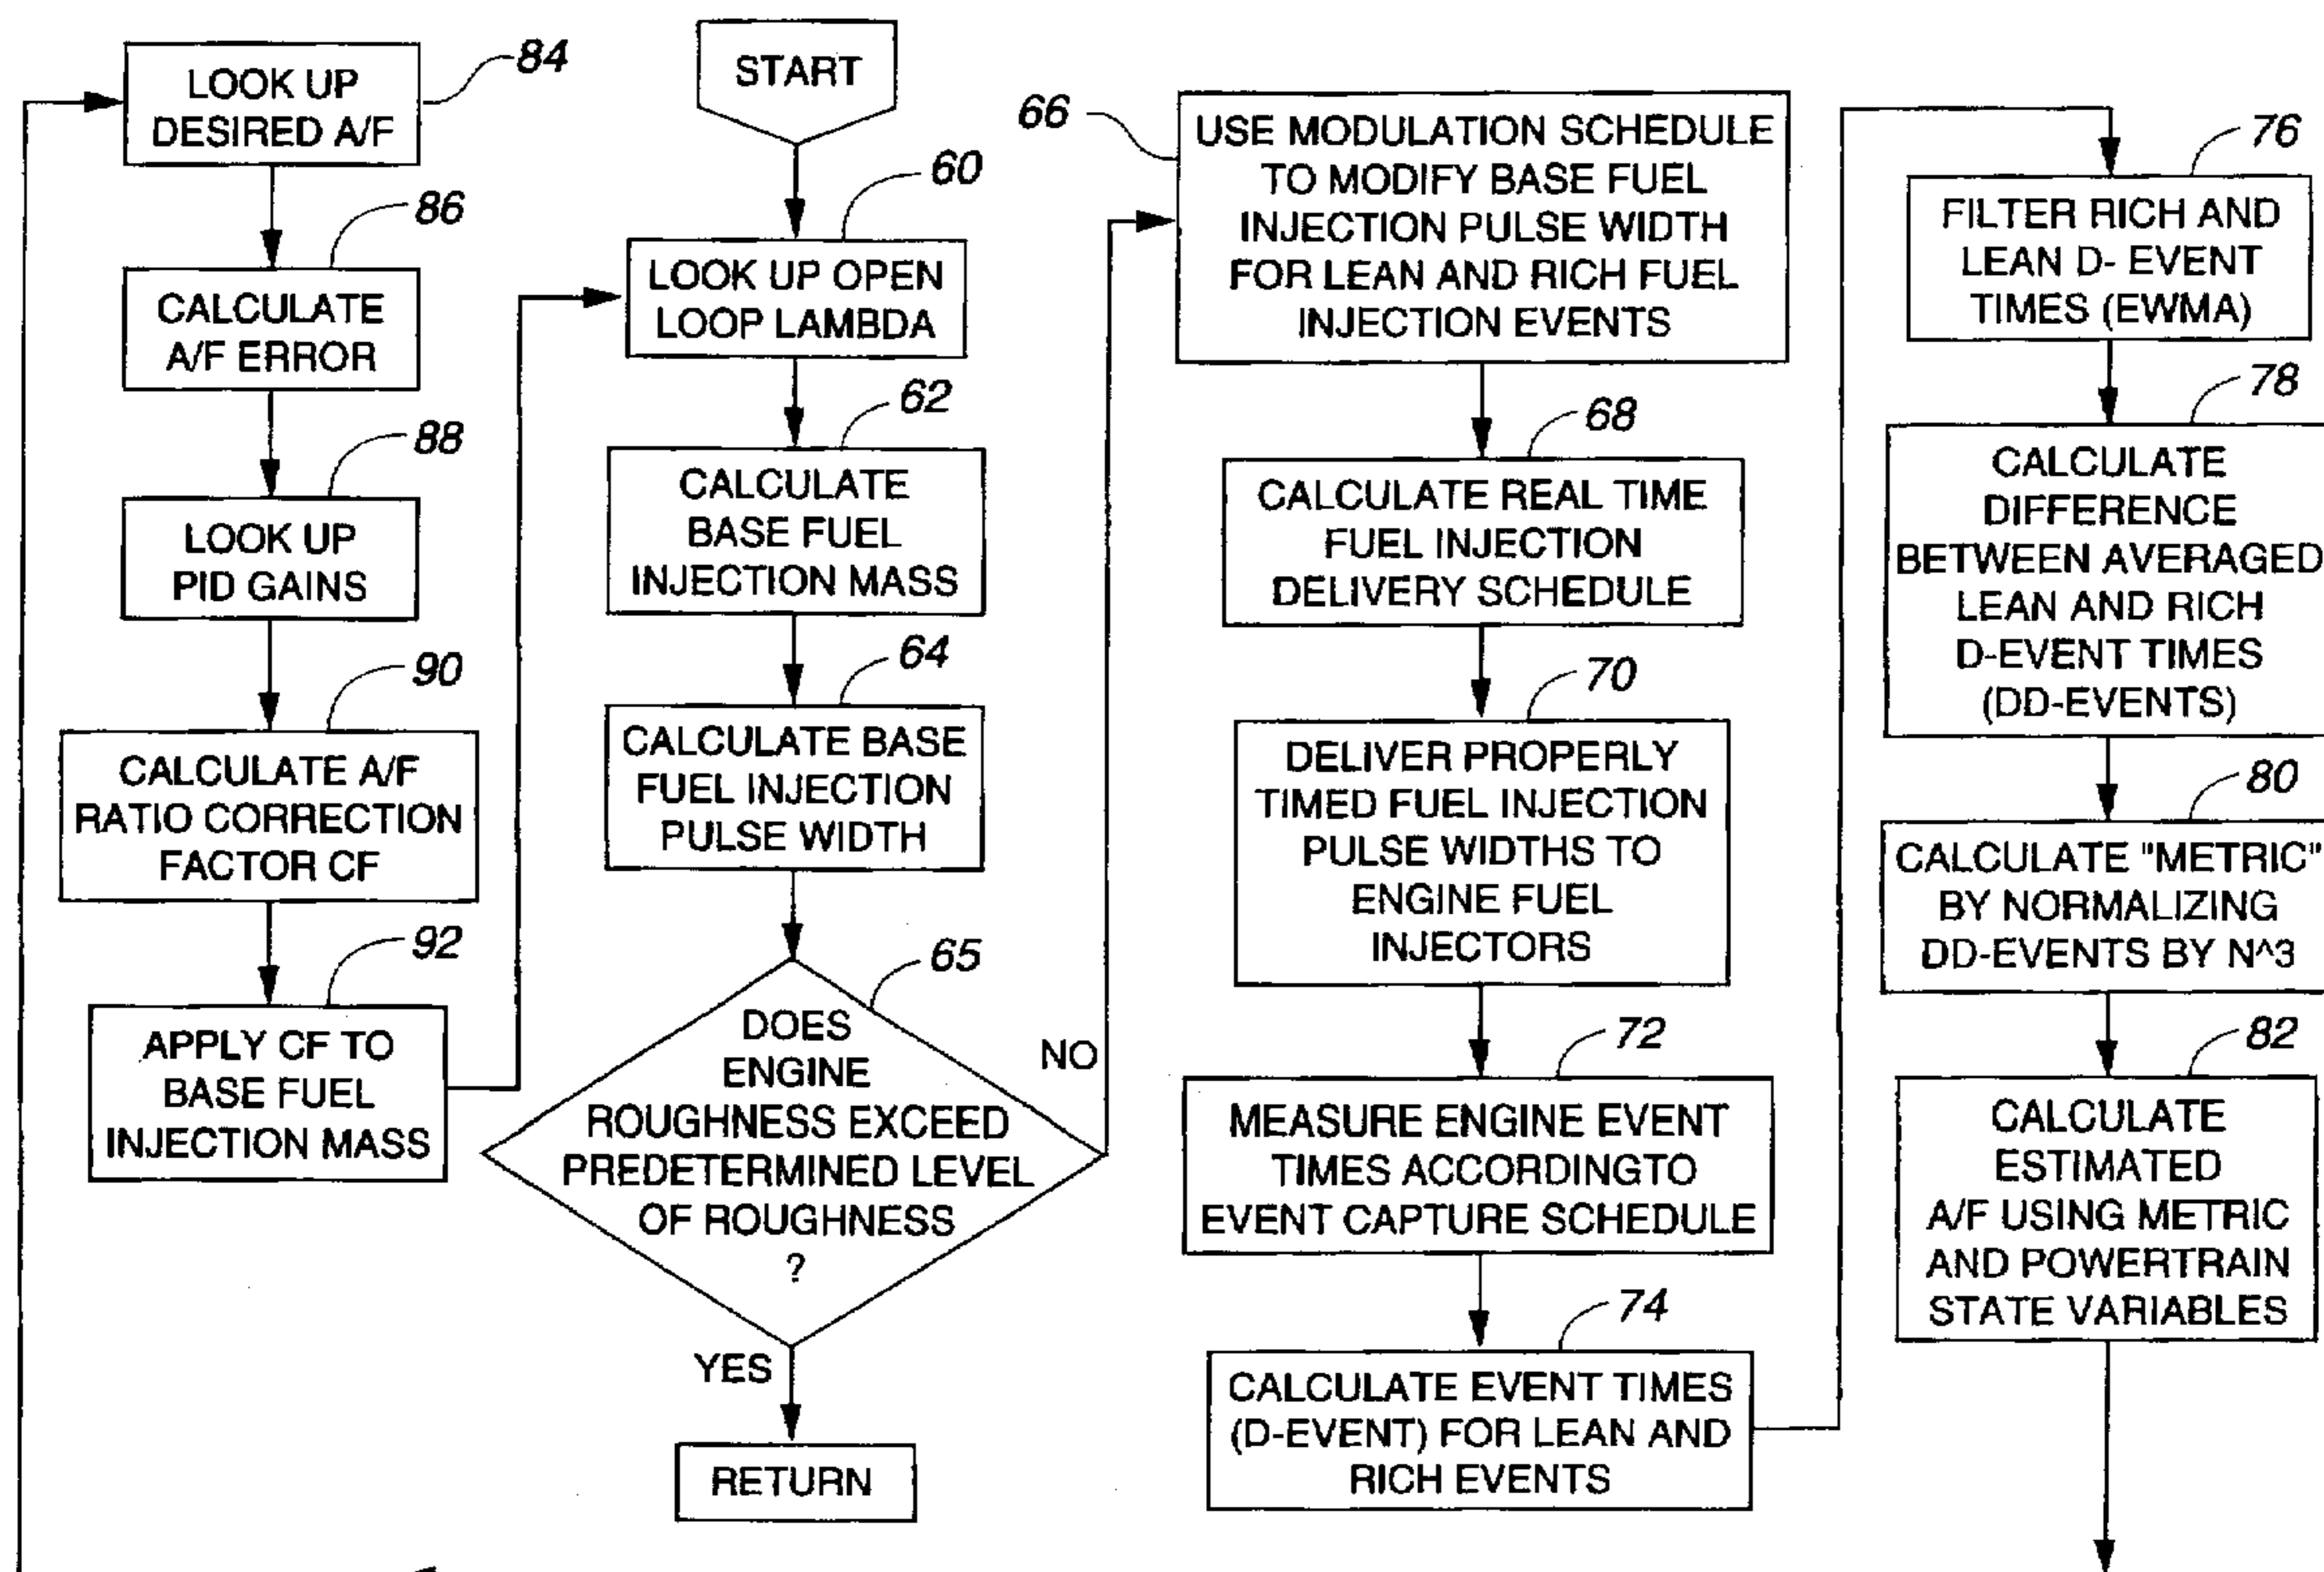 84
LOOK UP
DESIRED A/F
86
CALCULATE
A/F ERROR
88
LOOK UP
PID GAINS
90
CALCULATE A/F
RATIO CORRECTION
FACTOR CF
92
APPLY CF TO
BASE FUEL
INJECTION MASS
START
60
LOOK UP OPEN
LOOP LAMBDA
62
CALCULATE
BASE FUEL
INJECTION MASS
64
CALCULATE BASE
FUEL INJECTION
PULSE WIDTH
65
DOES
ENGINE
ROUGHNESS EXCEED
PREDETERMINED LEVEL
OF ROUGHNESS
?
NO
YES
RETURN
66
USE MODULATION SCHEDULE
TO MODIFY BASE FUEL
INJECTION PULSE WIDTH
FOR LEAN AND RICH FUEL
INJECTION EVENTS
68
CALCULATE REAL TIME
FUEL INJECTION
DELIVERY SCHEDULE
70
DELIVER PROPERLY
TIMED FUEL INJECTION
PULSE WIDTHS TO
ENGINE FUEL
INJECTORS
72
MEASURE ENGINE EVENT
TIMES ACCORDINGTO
EVENT CAPTURE SCHEDULE
74
CALCULATE EVENT TIMES
(D-EVENT) FOR LEAN AND
RICH EVENTS
76
FILTER RICH AND
LEAN D- EVENT
TIMES (EWMA)
78
CALCULATE
DIFFERENCE
BETWEEN AVERAGED
LEAN AND RICH
D-EVENT TIMES
(DD-EVENTS)
80
CALCULATE "METRIC"
BY NORMALIZING
DD-EVENTS BY N^3
82
CALCULATE
ESTIMATED
A/F USING METRIC
AND POWERTRAIN
STATE VARIABLES